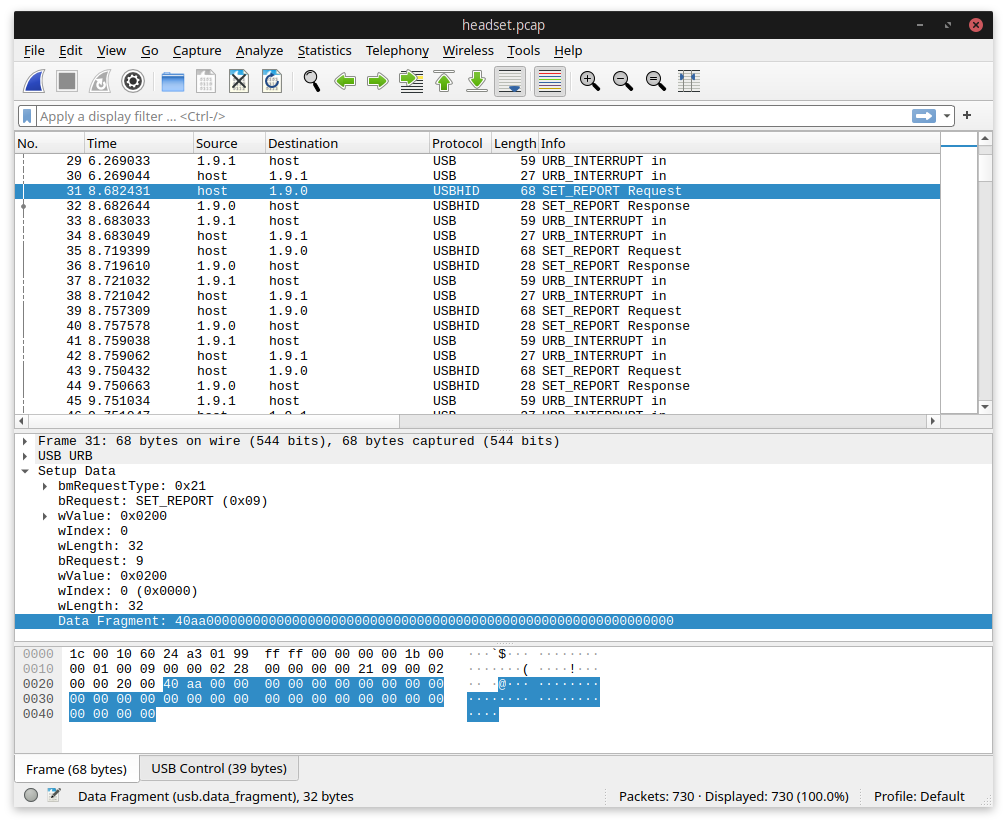 headset.pcap
File Edit View Go Capture Analyze Statistics Telephony Wireless Tools Help
Apply a display filter ... <Ctrl-/>
No. Time Source Destination Protocol Length Info
29 6.269033 1.9.1 host USB 59 URB_INTERRUPT in
30 6.269044 host 1.9.1 USB 27 URB_INTERRUPT in
31 8.682431 host 1.9.0 USBHID 68 SET_REPORT Request
32 8.682644 1.9.0 host USBHID 28 SET_REPORT Response
33 8.683033 1.9.1 host USB 59 URB_INTERRUPT in
34 8.683049 host 1.9.1 USB 27 URB_INTERRUPT in
35 8.719399 host 1.9.0 USBHID 68 SET_REPORT Request
36 8.719610 1.9.0 host USBHID 28 SET_REPORT Response
37 8.721032 1.9.1 host USB 59 URB_INTERRUPT in
38 8.721042 host 1.9.1 USB 27 URB_INTERRUPT in
39 8.757309 host 1.9.0 USBHID 68 SET_REPORT Request
40 8.757578 1.9.0 host USBHID 28 SET_REPORT Response
41 8.759038 1.9.1 host USB 59 URB_INTERRUPT in
42 8.759062 host 1.9.1 USB 27 URB_INTERRUPT in
43 9.750432 host 1.9.0 USBHID 68 SET_REPORT Request
44 9.750663 1.9.0 host USBHID 28 SET_REPORT Response
45 9.751034 1.9.1 host USB 59 URB_INTERRUPT in
Frame 31: 68 bytes on wire (544 bits), 68 bytes captured (544 bits)
USB URB
Setup Data
bmRequestType: 0x21
bRequest: SET_REPORT (0x09)
wValue: 0x0200
wIndex: 0
wLength: 32
bRequest: 9
wValue: 0x0200
wIndex: 0 (0x0000)
wLength: 32
Data Fragment: 40aa000000000000000000000000000000000000000000000000000000000000
0000 1c 00 10 60 24 a3 01 99 ff ff 00 00 00 00 1b 00 ···`$··· ········
0010 00 01 00 09 00 00 02 28 00 00 00 00 21 09 00 02 ·······( ····!···
0020 00 00 20 00 40 aa 00 00 00 00 00 00 00 00 00 00 ·· ·@··· ········
0030 00 00 00 00 00 00 00 00 00 00 00 00 00 00 00 00 ········ ········
0040 00 00 00 00 ····
Frame (68 bytes) USB Control (39 bytes)
Data Fragment (usb.data_fragment), 32 bytes Packets: 730 · Displayed: 730 (100.0%) Profile: Default